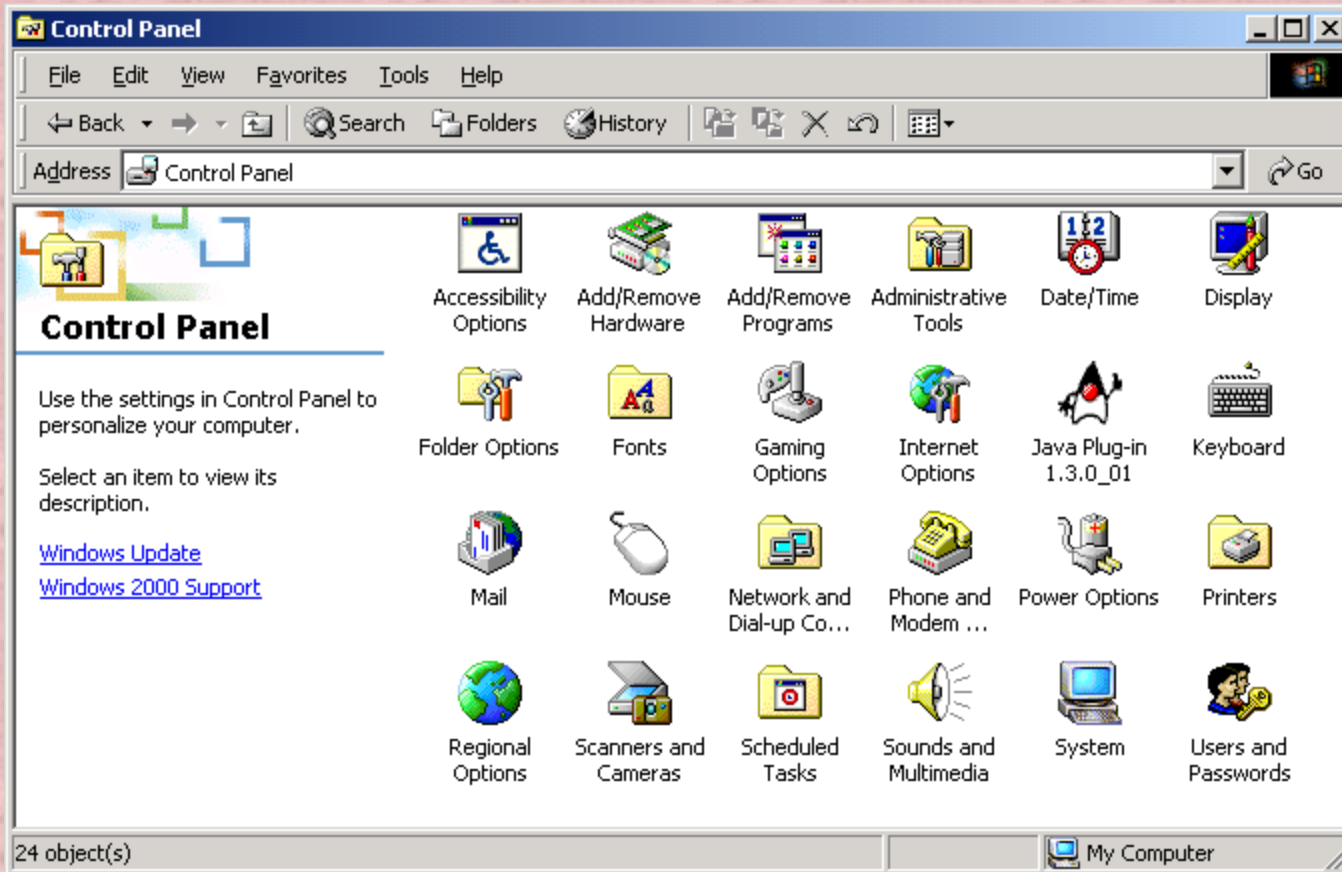 Control Panel
File Edit View Favorites Tools Help
Back Search Folders History
Address Control Panel Go
Control Panel
Use the settings in Control Panel to
personalize your computer.
Select an item to view its
description.
Windows Update
Windows 2000 Support
Accessibility
Options
Add/Remove
Hardware
Add/Remove
Programs
Administrative
Tools
Date/Time
Display
Folder Options
Fonts
Gaming
Options
Internet
Options
Java Plug-in
1.3.0_01
Keyboard
Mail
Mouse
Network and
Dial-up Co...
Phone and
Modem ...
Power Options
Printers
Regional
Options
Scanners and
Cameras
Scheduled
Tasks
Sounds and
Multimedia
System
Users and
Passwords
24 object(s)
My Computer